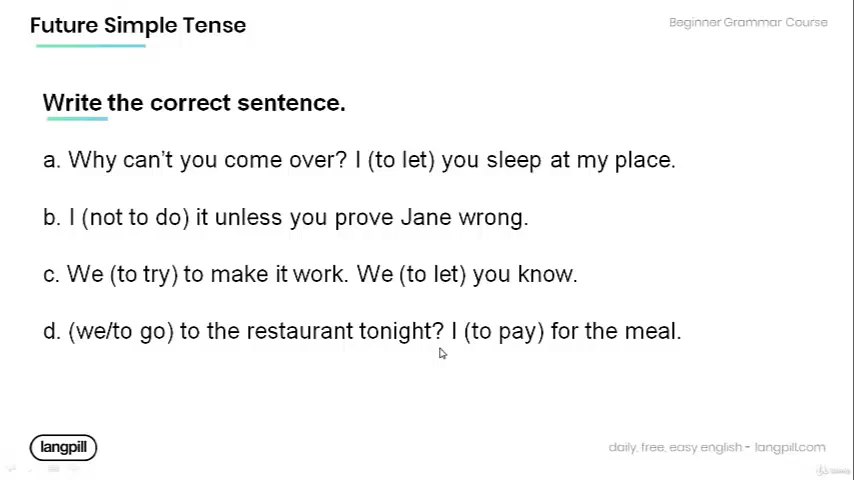 Future Simple Tense
Beginner Grammar Course
Write the correct sentence.
a. Why can't you come over? I (to let) you sleep at my place.
b. I (not to do) it unless you prove Jane wrong.
c. We (to try) to make it work. We (to let) you know.
d. (we/to go) to the restaurant tonight? I (to pay) for the meal.
langpill
daily, free, easy english - langpill.com